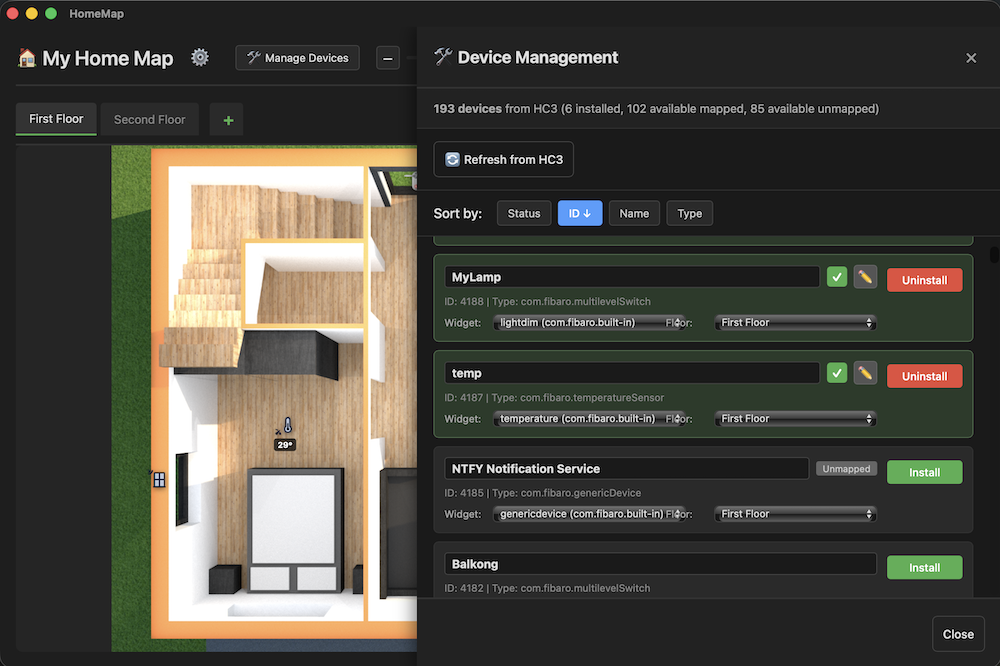 HomeMap
My Home Map
Manage Devices
First Floor
Second Floor
+
29°
Device Management
193 devices from HC3 (6 installed, 102 available mapped, 85 available unmapped)
Refresh from HC3
Sort by:
Status
ID ↓
Name
Type
MyLamp
Uninstall
ID: 4188 | Type: com.fibaro.multilevelSwitch
Widget: lightdim (com.fibaro.built-in) Floor: First Floor
temp
Uninstall
ID: 4187 | Type: com.fibaro.temperatureSensor
Widget: temperature (com.fibaro.built-in) Floor: First Floor
NTFY Notification Service
Unmapped
Install
ID: 4185 | Type: com.fibaro.genericDevice
Widget: genericdevice (com.fibaro.built-in) Floor: First Floor
Balkong
Install
ID: 4182 | Type: com.fibaro.multilevelSwitch
Close